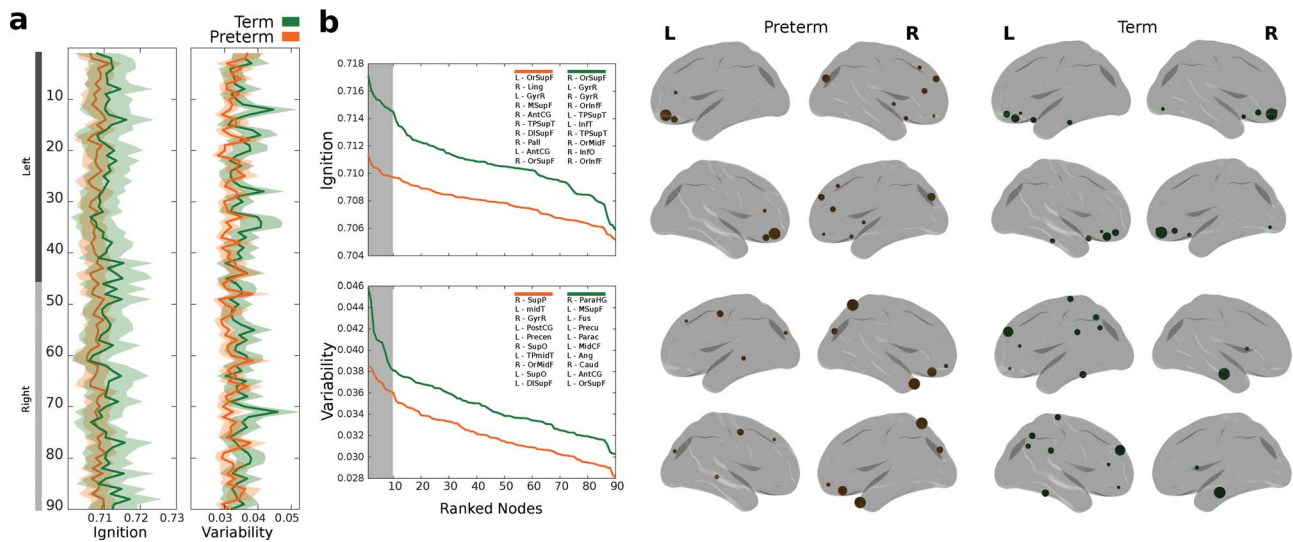 a
Term
Preterm
b
10
20
30
40
50
60
70
80
90
Left
Right
0.71 0.72 0.73
Ignition
0.03 0.04 0.05
Variability
0.718
0.716
0.714
0.712
0.710
0.708
0.706
0.704
Ignition
L - OrSupF
R - Ling
L - GyrR
R - MSupF
R - AntCG
R - TPSupT
R - DlSupF
R - Pall
L - AntCG
R - OrSupF
R - OrSupF
L - GyrR
R - GyrR
R - OrInfF
L - TPSupT
L - InfT
R - TPSupT
R - OrMidF
R - InfO
R - OrInfF
0.046
0.044
0.042
0.040
0.038
0.036
0.034
0.032
0.030
0.028
Variability
R - SupP
L - midT
R - GyrR
L - PostCG
L - Precen
R - SupO
L - TPmidT
R - OrMidF
L - SupO
L - DlSupF
R - ParaHG
L - MSupF
L - Fus
L - Precu
L - Parac
L - MidCF
L - Ang
R - Caud
L - AntCG
L - OrSupF
10 20 30 40 50 60 70 80 90
Ranked Nodes
L Preterm R
L Term R